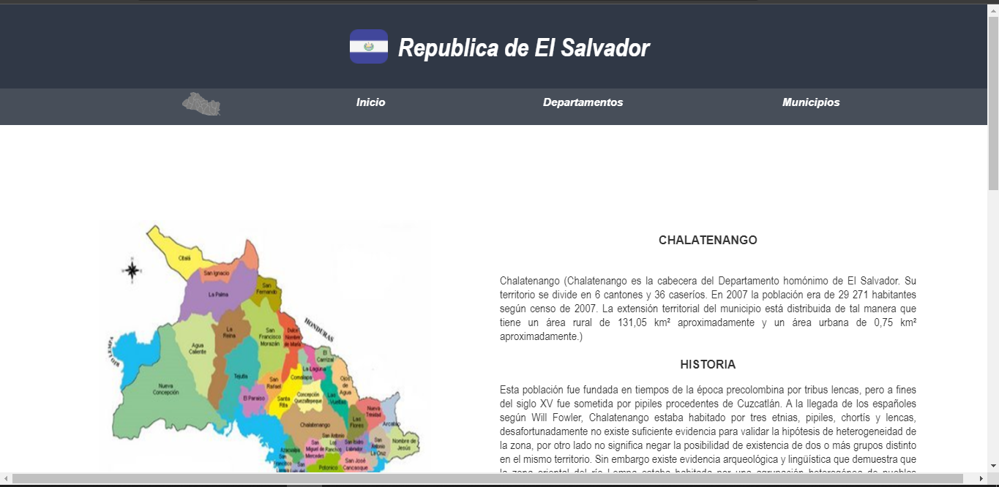 Republica de El Salvador
Inicio
Departamentos
Municipios
Citalá
San Ignacio
La Palma
San
Fernando
HONDURAS
RIO LEMPA
Agua
Caliente
La
Reina
San
Francisco
Morazán
Dulce
Nombre
de María
El
Carrizal
La Laguna
Comalapa
Ojos
de
Agua
Tejutla
San
Rafael
Nueva
Concepción
El Paraiso
Santa
Rita
Concepción
Quezaltepeque
Las
Vueltas
Nueva
Trinidad
Las
Flores
Arcatao
Chalatenango
San Antonio
Los
Ranchos
San
Miguel de
Mercedes
San Isidro
Labrador
San
Antonio
La Cruz
Nombre de
Jesús
Azacualpa
San
Francisco
San
Potonico
San José
Cancasque
CHALATENANGO
Chalatenango (Chalatenango es la cabecera del Departamento homónimo de El Salvador. Su
territorio se divide en 6 cantones y 36 caseríos. En 2007 la población era de 29 271 habitantes
según censo de 2007. La extensión territorial del municipio está distribuida de tal manera que
tiene un área rural de 131,05 km² aproximadamente y un área urbana de 0,75 km²
aproximadamente.)
HISTORIA
Esta población fue fundada en tiempos de la época precolombina por tribus lencas, pero a fines
del siglo XV fue sometida por pipiles procedentes de Cuzcatlán. A la llegada de los españoles
según Will Fowler, Chalatenango estaba habitado por tres etnias, pipiles, chortís y lencas,
desafortunadamente no existe suficiente evidencia para validar la hipótesis de heterogeneidad de
la zona, por otro lado no significa negar la posibilidad de existencia de dos o más grupos distinto
en el mismo territorio. Sin embargo existe evidencia arqueológica y lingüística que demuestra que
la zona oriental del río Lempa estaba habitada por una agrupación heterogénea de pueblos